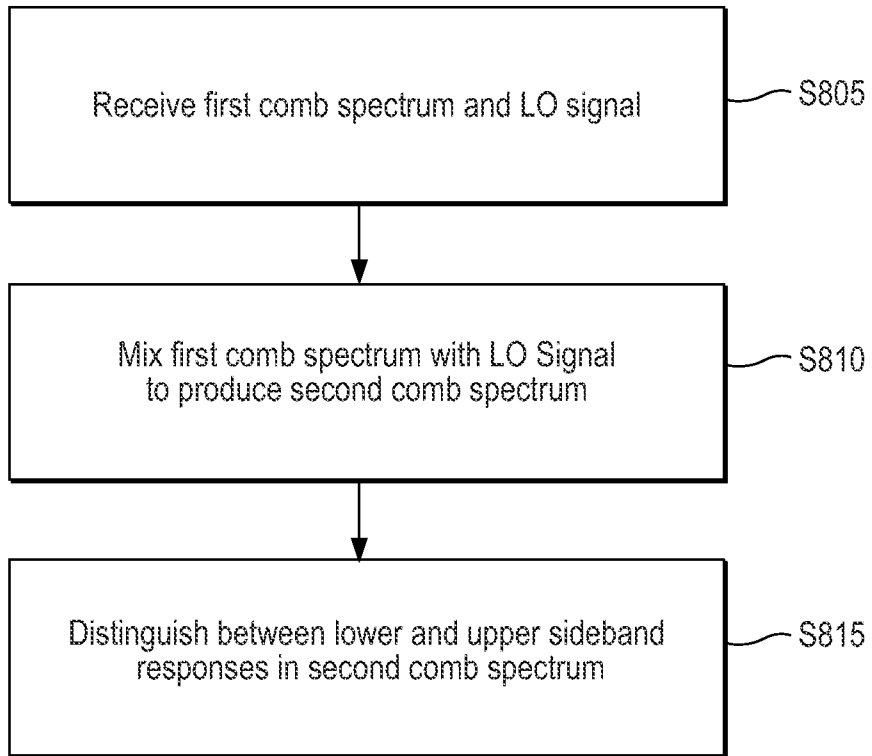 Receive first comb spectrum and LO signal
S805
Mix first comb spectrum with LO Signal
to produce second comb spectrum
S810
Distinguish between lower and upper sideband
responses in second comb spectrum
S815